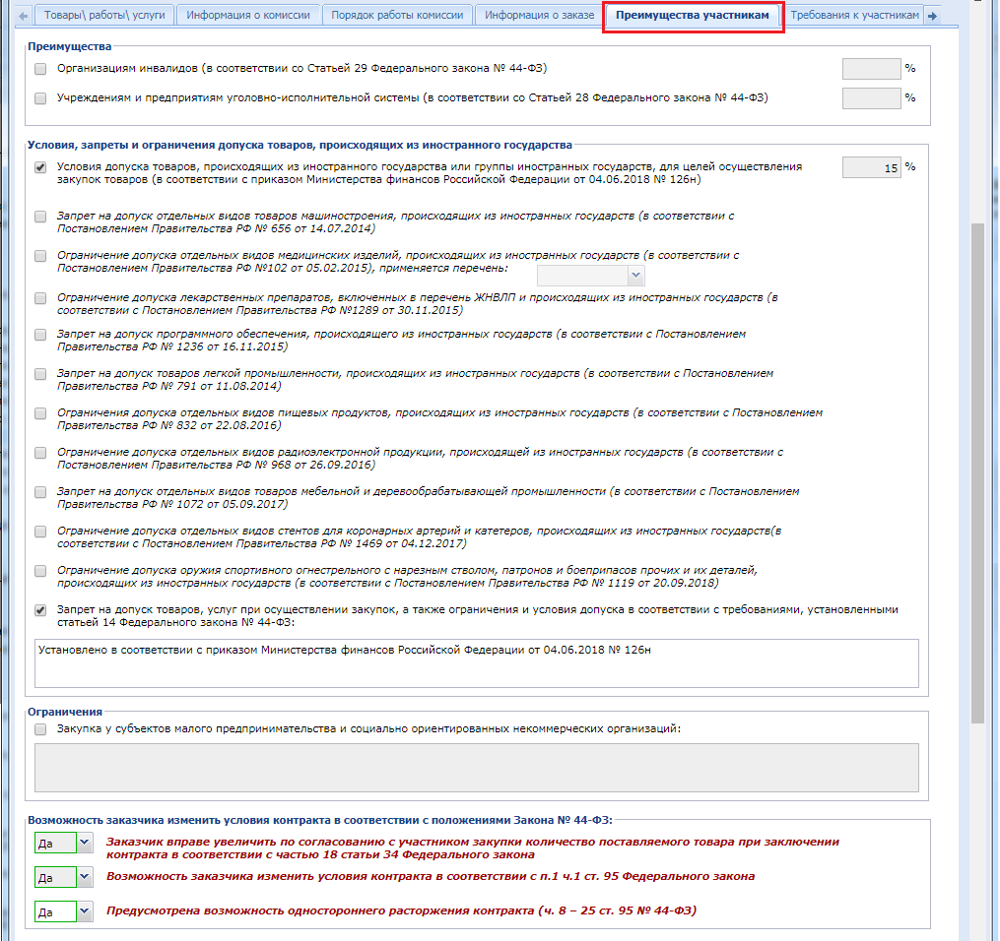 Товары\ работы\ услуги
Информация о комиссии
Порядок работы комиссии
Информация о заказе
Преимущества участникам
Требования к участникам
Преимущества
Организациям инвалидов (в соответствии со Статьей 29 Федерального закона № 44-ФЗ)
%
Учреждениям и предприятиям уголовно-исполнительной системы (в соответствии со Статьей 28 Федерального закона № 44-ФЗ)
%
Условия, запреты и ограничения допуска товаров, происходящих из иностранного государства
Условия допуска товаров, происходящих из иностранного государства или группы иностранных государств, для целей осуществления
закупок товаров (в соответствии с приказом Министерства финансов Российской Федерации от 04.06.2018 № 126н)
15 %
Запрет на допуск отдельных видов товаров машиностроения, происходящих из иностранных государств (в соответствии с
Постановлением Правительства РФ № 656 от 14.07.2014)
Ограничение допуска отдельных видов медицинских изделий, происходящих из иностранных государств (в соответствии с
Постановлением Правительства РФ №102 от 05.02.2015), применяется перечень:
Ограничение допуска лекарственных препаратов, включенных в перечень ЖНВЛП и происходящих из иностранных государств (в
соответствии с Постановлением Правительства РФ №1289 от 30.11.2015)
Запрет на допуск программного обеспечения, происходящего из иностранных государств (в соответствии с Постановлением
Правительства РФ № 1236 от 16.11.2015)
Запрет на допуск товаров легкой промышленности, происходящих из иностранных государств (в соответствии с Постановлением
Правительства РФ № 791 от 11.08.2014)
Ограничения допуска отдельных видов пищевых продуктов, происходящих из иностранных государств (в соответствии с Постановлением
Правительства РФ № 832 от 22.08.2016)
Ограничение допуска отдельных видов радиоэлектронной продукции, происходящей из иностранных государств (в соответствии с
Постановлением Правительства РФ № 968 от 26.09.2016)
Запрет на допуск отдельных видов товаров мебельной и деревообрабатывающей промышленности (в соответствии с Постановлением
Правительства РФ № 1072 от 05.09.2017)
Ограничение допуска отдельных видов стентов для коронарных артерий и катетеров, происходящих из иностранных государств(в
соответствии с Постановлением Правительства РФ № 1469 от 04.12.2017)
Ограничение допуска оружия спортивного огнестрельного с нарезным стволом, патронов и боеприпасов прочих и их деталей,
происходящих из иностранных государств (в соответствии с Постановлением Правительства РФ № 1119 от 20.09.2018)
Запрет на допуск товаров, услуг при осуществлении закупок, а также ограничения и условия допуска в соответствии с требованиями, установленными
статьей 14 Федерального закона № 44-ФЗ:
Установлено в соответствии с приказом Министерства финансов Российской Федерации от 04.06.2018 № 126н
Ограничения
Закупка у субъектов малого предпринимательства и социально ориентированных некоммерческих организаций:
Возможность заказчика изменить условия контракта в соответствии с положениями Закона № 44-ФЗ:
Да
Заказчик вправе увеличить по согласованию с участником закупки количество поставляемого товара при заключении
контракта в соответствии с частью 18 статьи 34 Федерального закона
Да
Возможность заказчика изменить условия контракта в соответствии с п.1 ч.1 ст. 95 Федерального закона
Да
Предусмотрена возможность одностороннего расторжения контракта (ч. 8 – 25 ст. 95 № 44-ФЗ)